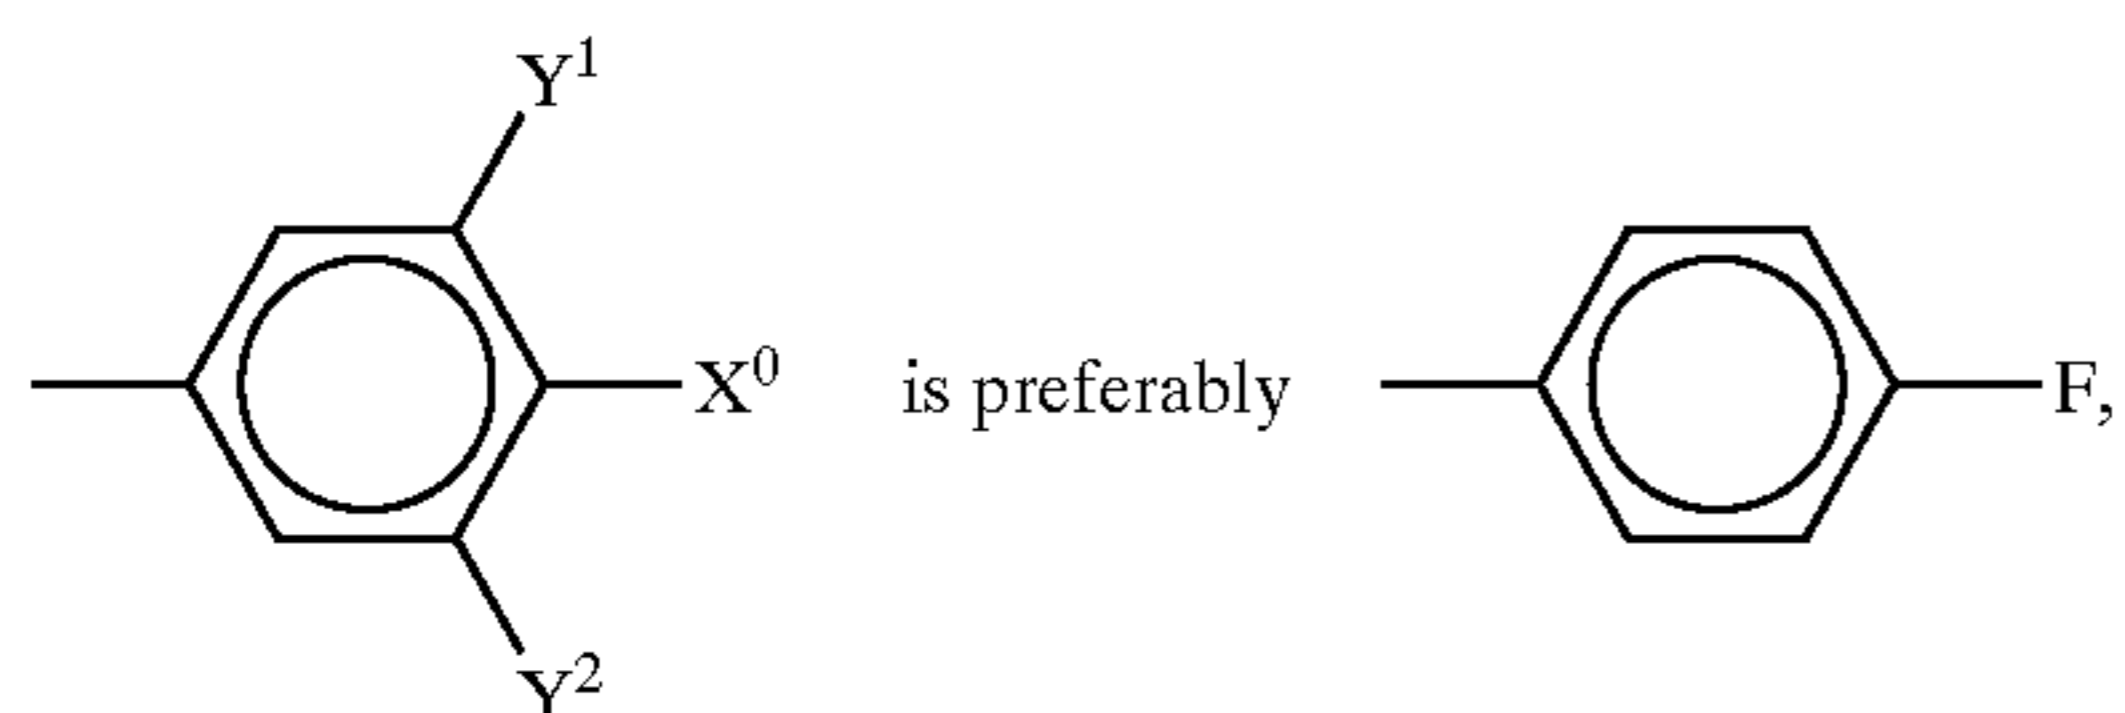 Y¹
X⁰ is preferably F,
Y²